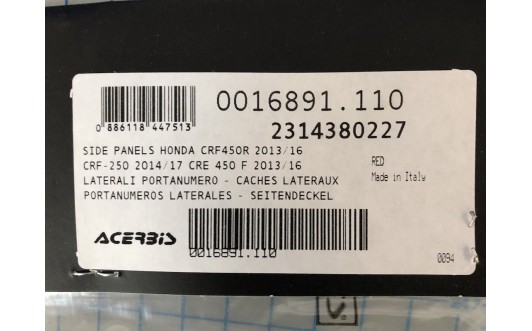 0016891.110
0 886118 447513
2314380227
SIDE PANELS HONDA CRF450R 2013/16
CRF-250 2014/17 CRE 450 F 2013/16
RED
LATERALI PORTANUMERO - CACHES LATERAUX
Made in Italy
PORTANUMEROS LATERALES - SEITENDECKEL
ACERBIS
0016891.110
0094